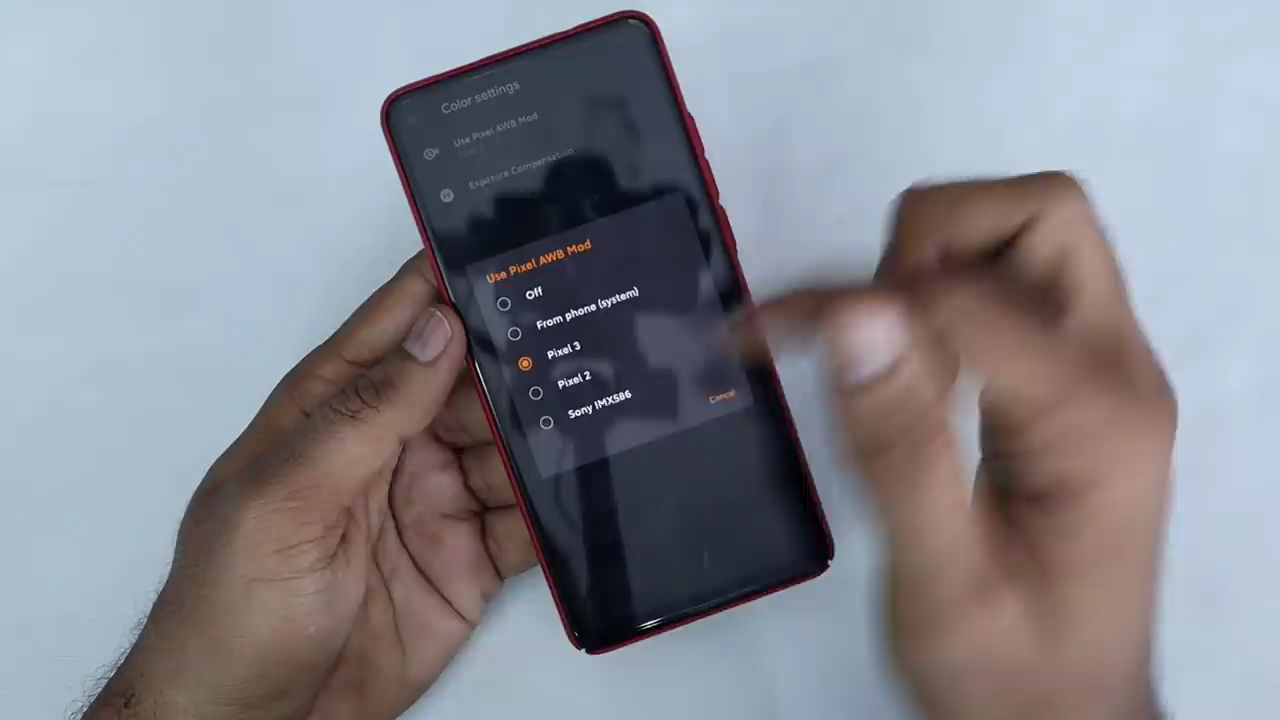 Color settings
Use Pixel AWB Mod
Exposure Compensation
Use Pixel AWB Mod
Off
From phone (system)
Pixel 3
Pixel 2
Sony IMX586
Cancel